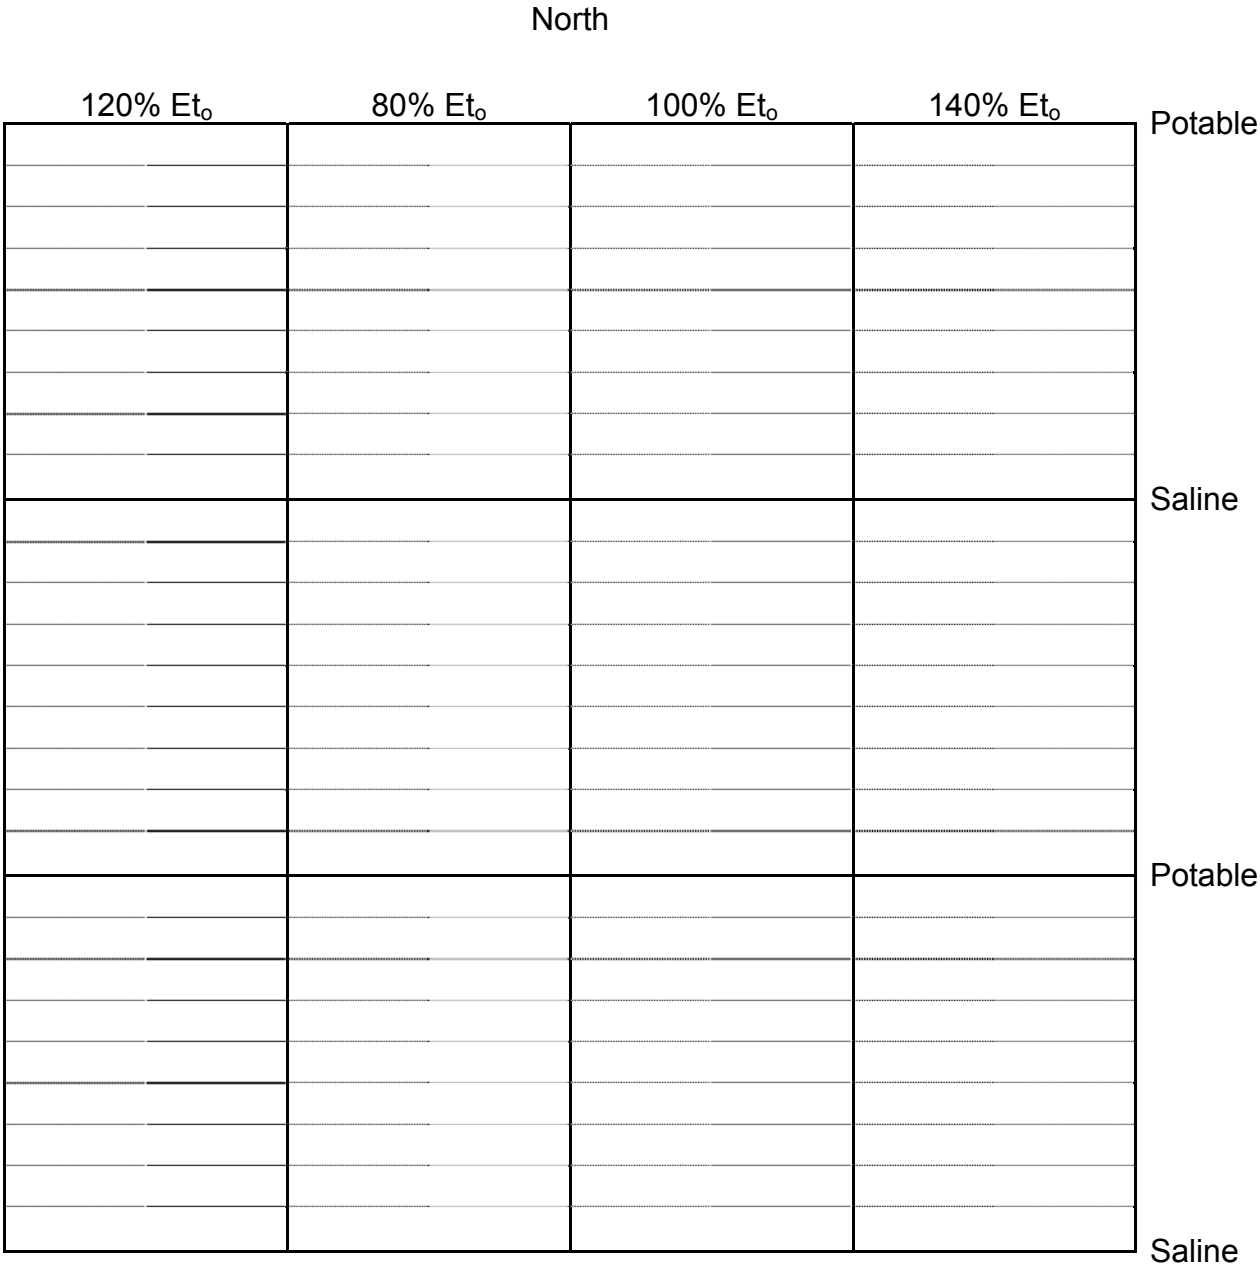 North
120% Eto 80% Eto 100% Eto 140% Eto
Potable
Saline
Potable
Saline